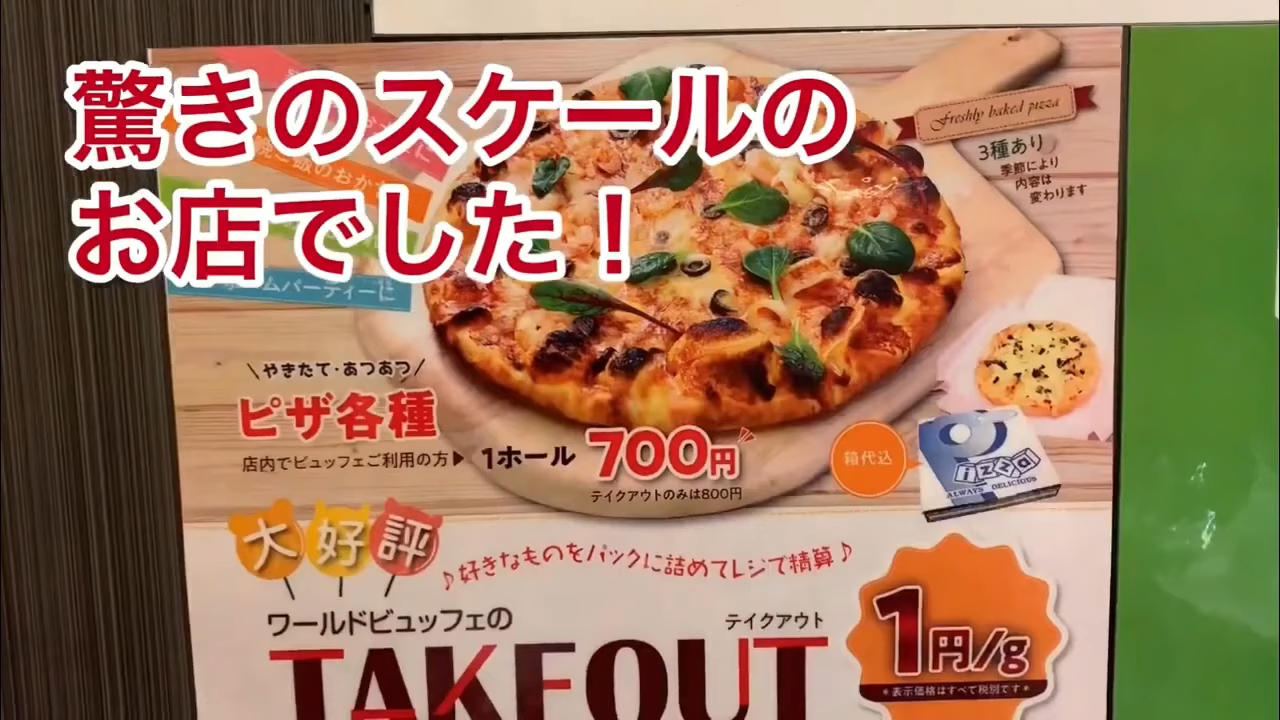 驚きのスケールの
お店でした!
Freshly baked pizza
3種あり
季節により
内容は
変わります
ムパーティーに
\やきたて・あつあつ/
ピザ各種
店内でビュッフェご利用の方▶ 1ホール 700円
テイクアウトのみは800円
箱代込
izza
ALWAYS DELICIOUS
大好評
♪好きなものをパックに詰めてレジで精算♪
ワールドビュッフェの
テイクアウト
TAKEOUT
1円/g
*表示価格はすべて税別です*